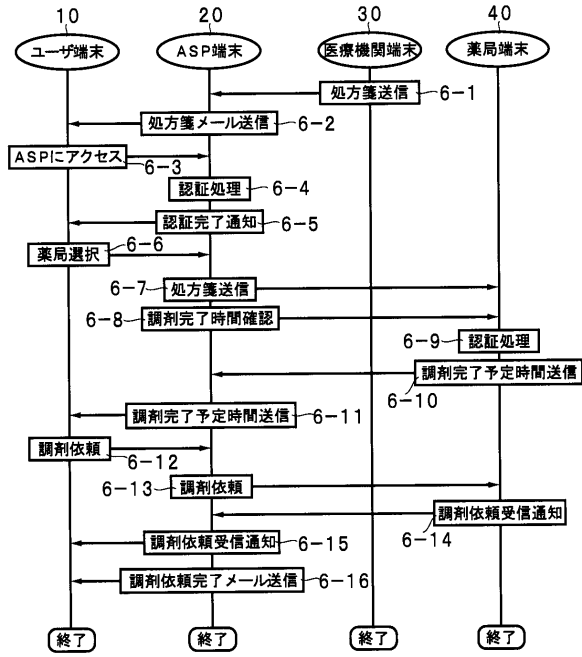 10 20 30 40
ユーザ端末 ASP端末 医療機関端末 薬局端末
処方箋送信 6-1
処方箋メール送信 6-2
ASPにアクセス 6-3
認証処理 6-4
認証完了通知 6-5
薬局選択 6-6
6-7 処方箋送信
6-8 調剤完了時間確認
6-9 認証処理
調剤完了予定時間送信 6-10
調剤完了予定時間送信 6-11
調剤依頼 6-12
6-13 調剤依頼
調剤依頼受信通知 6-14
調剤依頼受信通知 6-15
調剤依頼完了メール送信 6-16
終了 終了 終了 終了